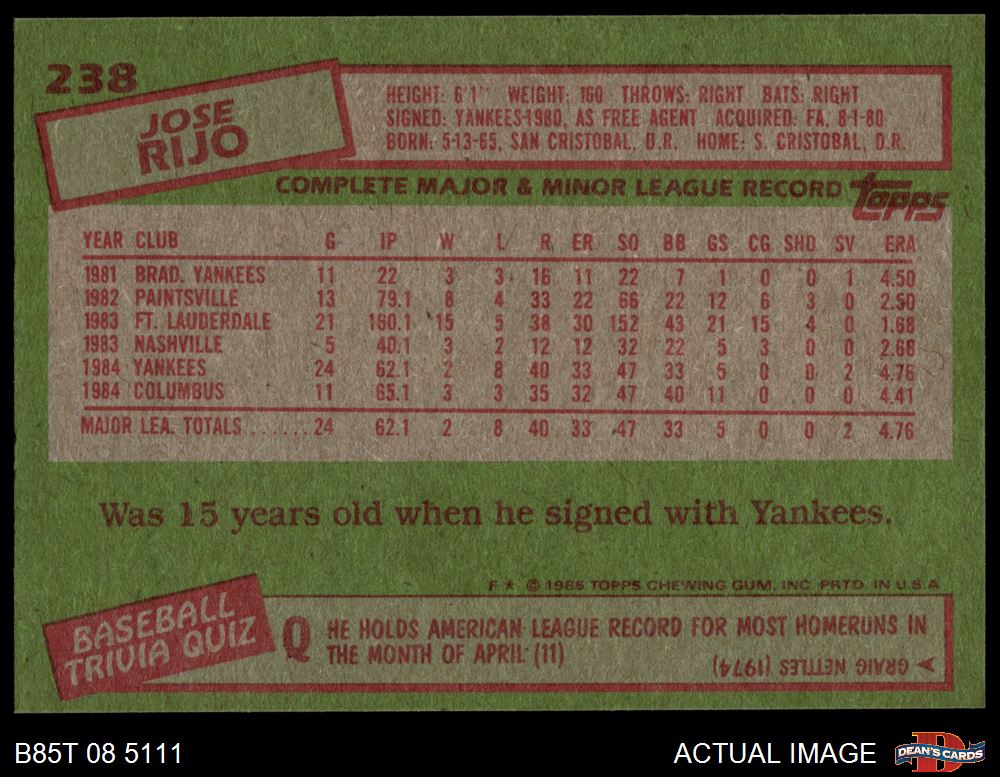 238
JOSE
RIJO
HEIGHT: 6'1" WEIGHT: 160 THROWS: RIGHT BATS: RIGHT
SIGNED: YANKEES-1980, AS FREE AGENT ACQUIRED: FA, 8-1-80
BORN: 5-13-65, SAN CRISTOBAL, D.R. HOME: S. CRISTOBAL, D.R.
COMPLETE MAJOR & MINOR LEAGUE RECORD topps
YEAR CLUB G IP W L R ER SO BB GS CG SHO SV ERA
1981 BRAD. YANKEES 11 22 3 3 16 11 22 7 1 0 0 1 4.50
1982 PAINTSVILLE 13 79.1 8 4 33 22 66 22 12 6 3 0 2.50
1983 FT. LAUDERDALE 21 160.1 15 5 38 30 152 43 21 15 4 0 1.68
1983 NASHVILLE 5 40.1 3 2 12 12 32 22 5 3 0 0 2.68
1984 YANKEES 24 62.1 2 8 40 33 47 33 5 0 0 2 4.76
1984 COLUMBUS 11 65.1 3 3 35 32 47 40 11 0 0 0 4.41
MAJOR LEA. TOTALS ...... 24 62.1 2 8 40 33 47 33 5 0 0 2 4.76
Was 15 years old when he signed with Yankees.
F ★ © 1985 TOPPS CHEWING GUM, INC. PRTD. IN U.S.A
BASEBALL
TRIVIA QUIZ
Q HE HOLDS AMERICAN LEAGUE RECORD FOR MOST HOMERUNS IN
THE MONTH OF APRIL (11)
GRAIG NETTLES (1974)
B85T 08 5111
ACTUAL IMAGE
D
DEAN'S CARDS